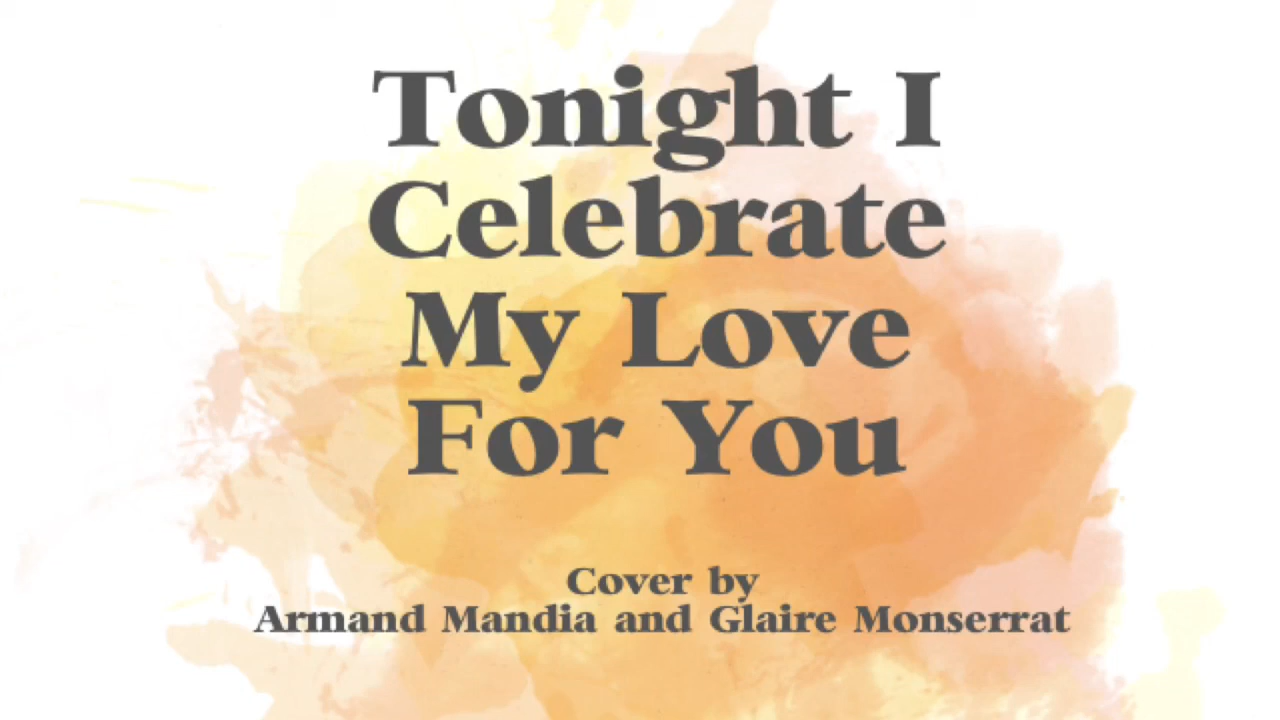 Tonight I
Celebrate
My Love
For You
Cover by
Armand Mandia and Glaire Monserrat